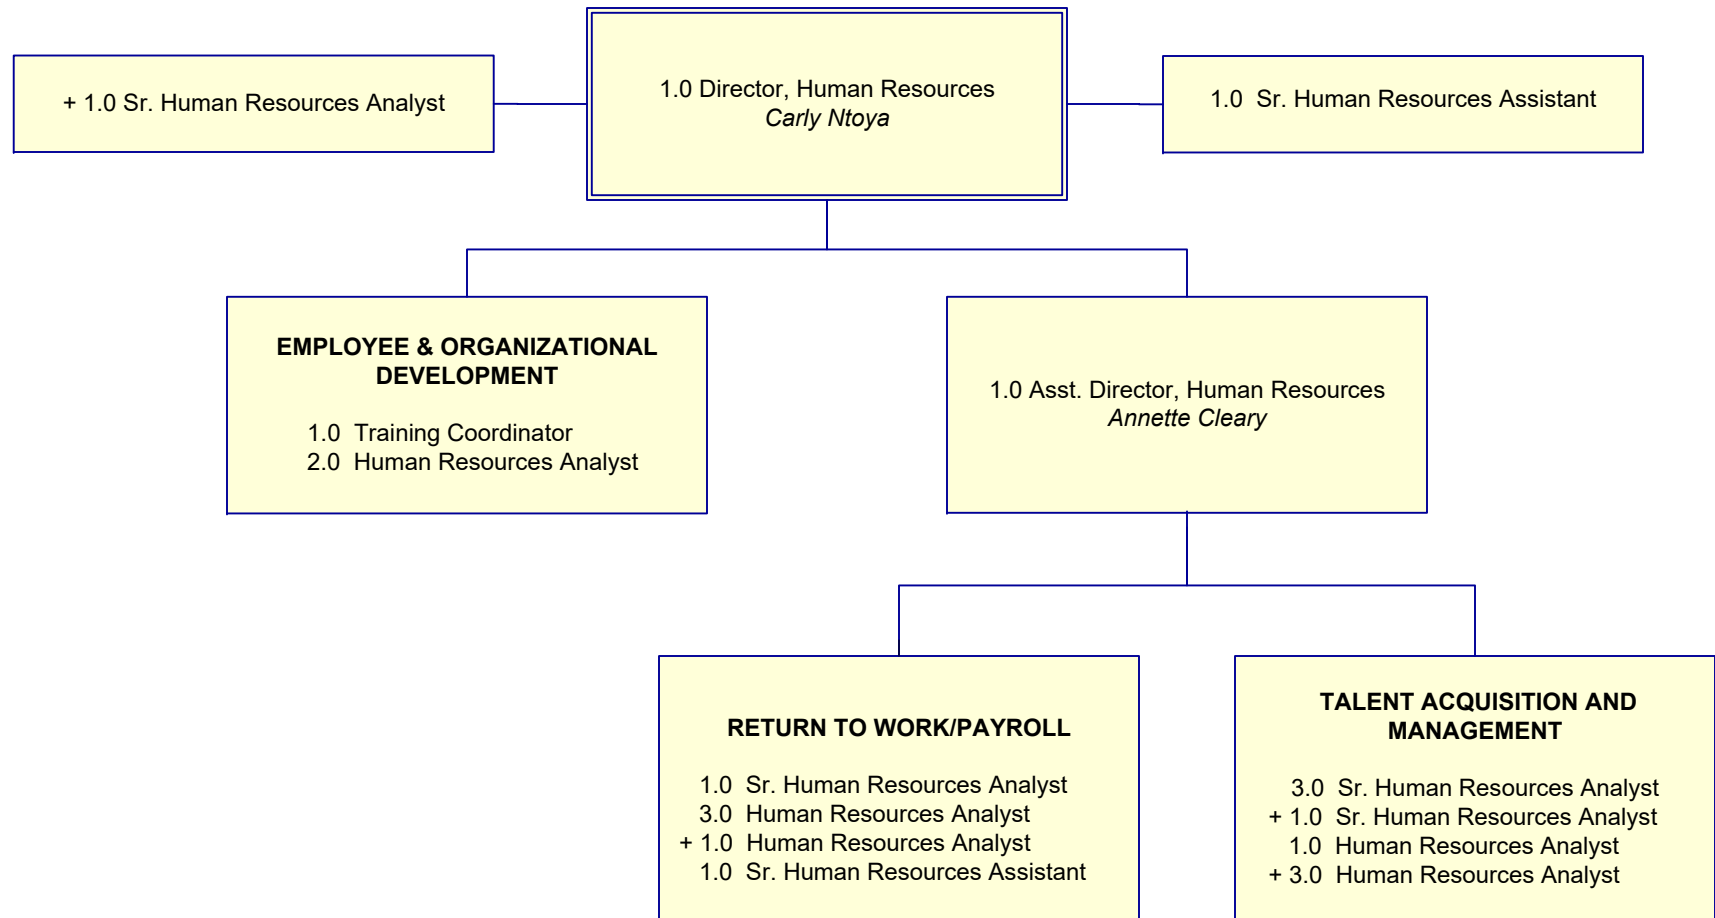 + 1.0 Sr. Human Resources Analyst
1.0 Director, Human Resources
Carly Ntoya
1.0 Sr. Human Resources Assistant
EMPLOYEE & ORGANIZATIONAL
DEVELOPMENT
1.0 Training Coordinator
2.0 Human Resources Analyst
1.0 Asst. Director, Human Resources
Annette Cleary
RETURN TO WORK/PAYROLL
1.0 Sr. Human Resources Analyst
3.0 Human Resources Analyst
+ 1.0 Human Resources Analyst
1.0 Sr. Human Resources Assistant
TALENT ACQUISITION AND
MANAGEMENT
3.0 Sr. Human Resources Analyst
+ 1.0 Sr. Human Resources Analyst
1.0 Human Resources Analyst
+ 3.0 Human Resources Analyst